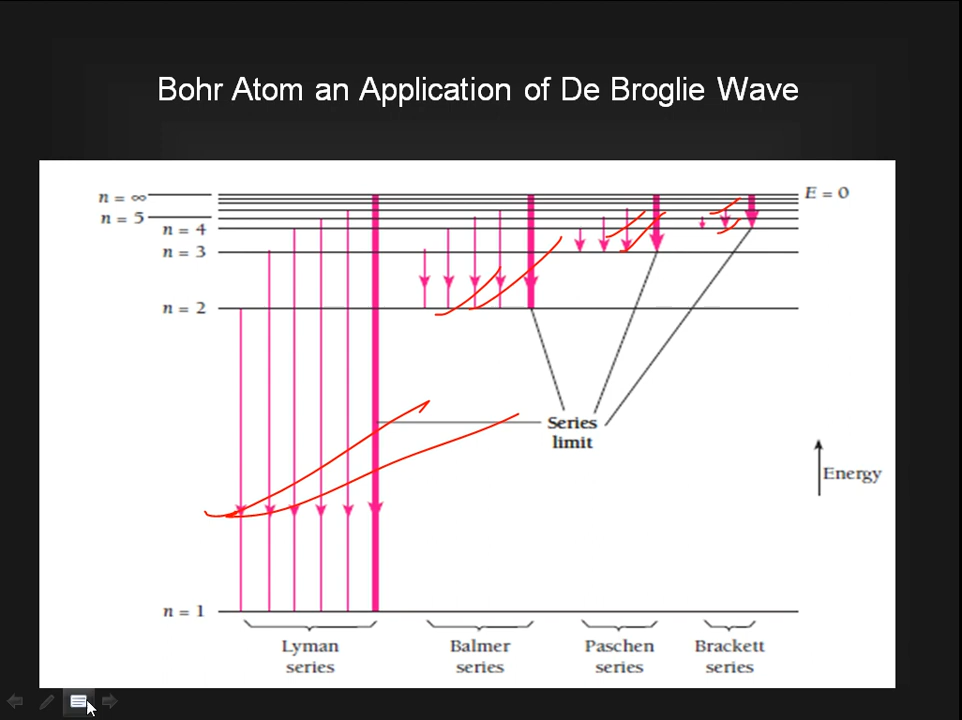 Bohr Atom an Application of De Broglie Wave
n = ∞
E = 0
n = 5
n = 4
n = 3
n = 2
Series
limit
Energy
n = 1
Lyman
series
Balmer
series
Paschen
series
Brackett
series